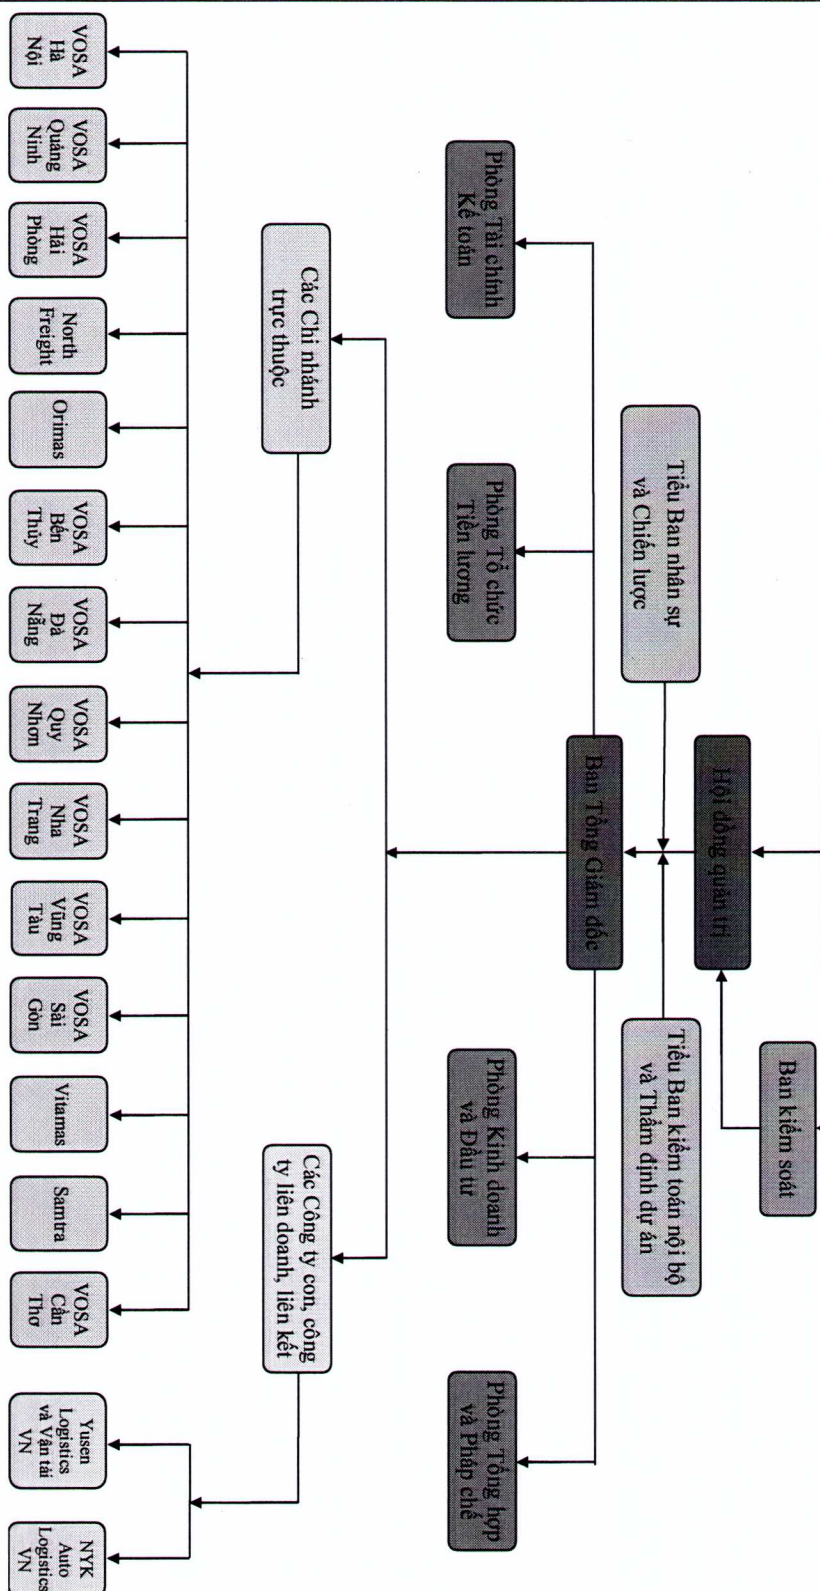 Ban kiểm soát
Hội đồng quản trị
Tiểu Ban nhân sự
và Chiến lược
Tiểu Ban kiểm toán nội bộ
và Thẩm định dự án
Ban Tổng Giám đốc
Phòng Tài chính
Kế toán
Phòng Tổ chức
Tiền lương
Phòng Kinh doanh
và Đầu tư
Phòng Tổng hợp
và Pháp chế
Các Chi nhánh
trực thuộc
Các Công ty con, công
ty liên doanh, liên kết
VOSA
Hà
Nội
VOSA
Quảng
Ninh
VOSA
Hải
Phòng
North
Freight
Orimas
VOSA
Bến
Thủy
VOSA
Đà
Nẵng
VOSA
Quy
Nhơn
VOSA
Nha
Trang
VOSA
Vũng
Tàu
VOSA
Sài
Gòn
Vitamas
Samtra
VOSA
Cần
Thơ
Yusen
Logistics
và Vận tải
VN
NYK
Auto
Logistics
VN